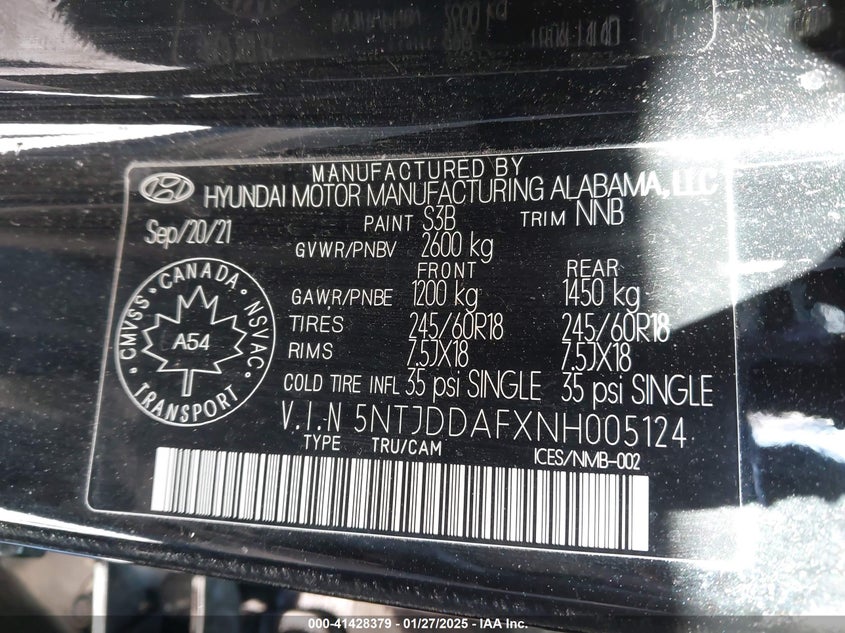 MANUFACTURED BY
HYUNDAI MOTOR MANUFACTURING ALABAMA, LLC
Sep/20/21
PAINT S3B TRIM NNB
GVWR/PNBV 2600 kg
FRONT REAR
GAWR/PNBE 1200 kg 1450 kg
TIRES 245/60R18 245/60R18
RIMS 7.5JX18 7.5JX18
COLD TIRE INFL 35 psi SINGLE 35 psi SINGLE
CANADA
CMVSS NSVAC
A54
TRANSPORT
V.I.N 5NTJDDAFXNH005124
TYPE TRU/CAM ICES/NMB-002
000-41428379 - 01/27/2025 - IAA Inc.